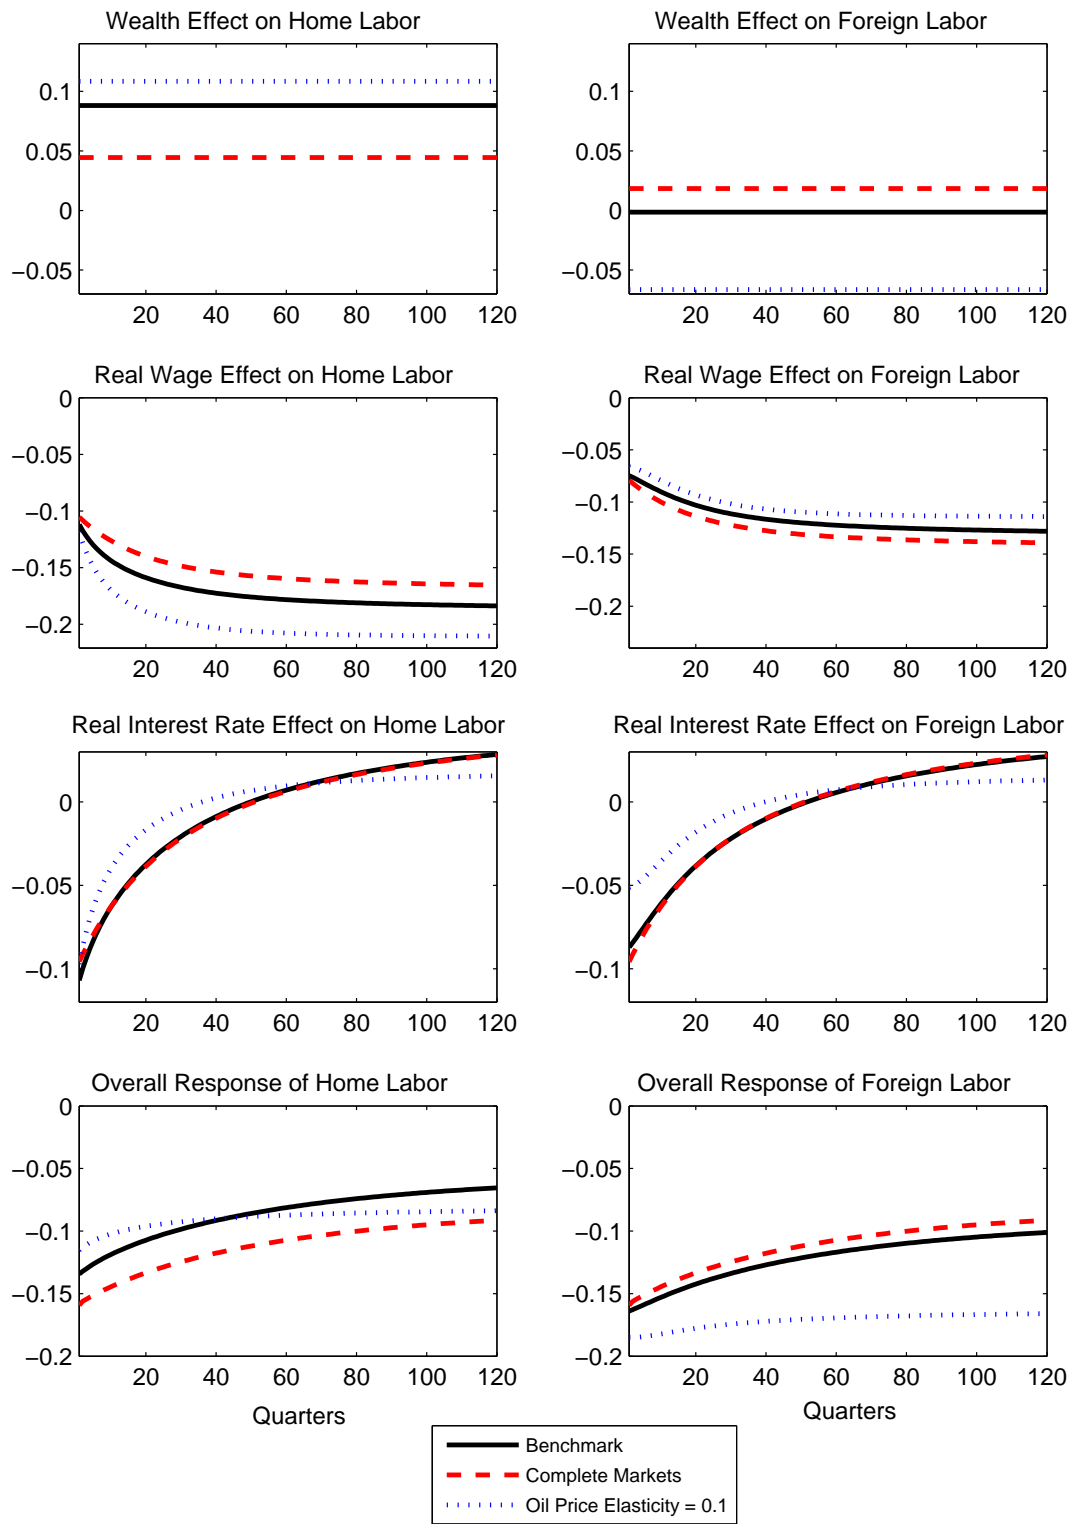 Wealth Effect on Home Labor
0.1
0.05
0
−0.05
20 40 60 80 100 120
Wealth Effect on Foreign Labor
0.1
0.05
0
−0.05
20 40 60 80 100 120
Real Wage Effect on Home Labor
0
−0.05
−0.1
−0.15
−0.2
20 40 60 80 100 120
Real Wage Effect on Foreign Labor
0
−0.05
−0.1
−0.15
−0.2
20 40 60 80 100 120
Real Interest Rate Effect on Home Labor
0
−0.05
−0.1
20 40 60 80 100 120
Real Interest Rate Effect on Foreign Labor
0
−0.05
−0.1
20 40 60 80 100 120
Overall Response of Home Labor
0
−0.05
−0.1
−0.15
−0.2
20 40 60 80 100 120
Quarters
Overall Response of Foreign Labor
0
−0.05
−0.1
−0.15
−0.2
20 40 60 80 100 120
Quarters
Benchmark
Complete Markets
Oil Price Elasticity = 0.1